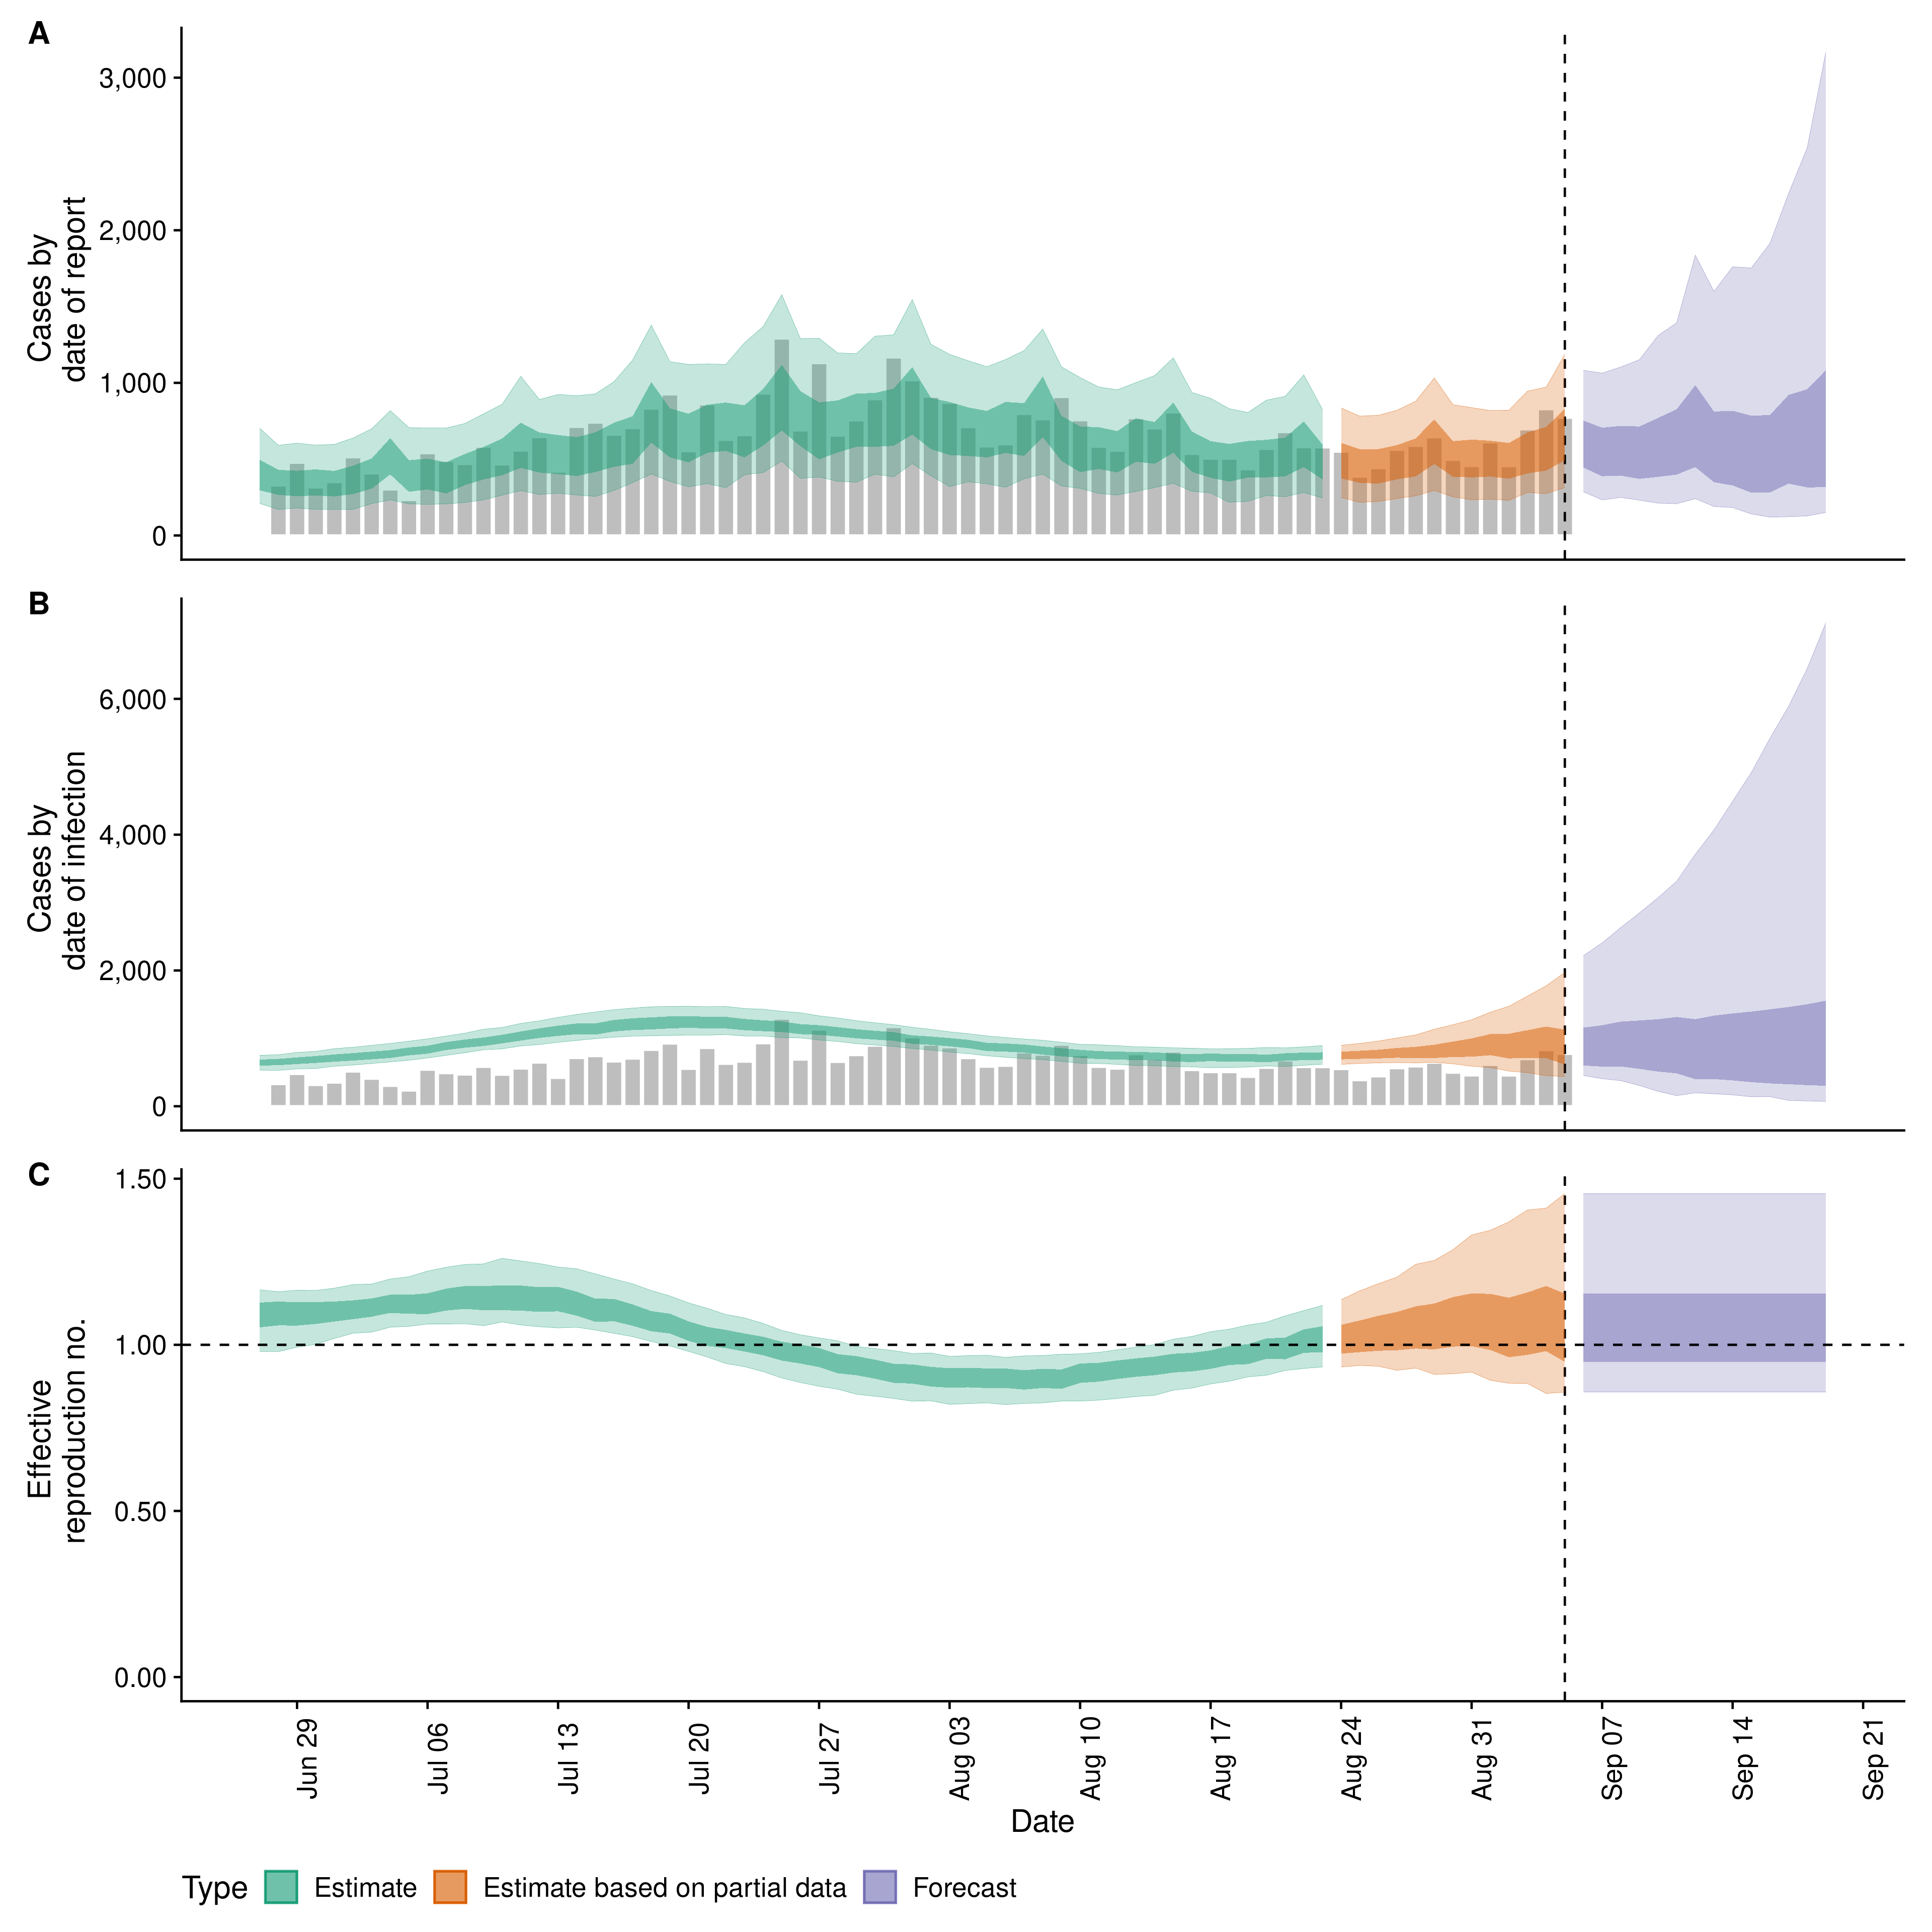 A
3,000
2,000
1,000
0
Cases by
date of report
B
6,000
4,000
2,000
0
Cases by
date of infection
C
1.50
1.00
0.50
0.00
Effective
reproduction no.
Jun 29
Jul 06
Jul 13
Jul 20
Jul 27
Aug 03
Aug 10
Aug 17
Aug 24
Aug 31
Sep 07
Sep 14
Sep 21
Date
Type Estimate Estimate based on partial data Forecast